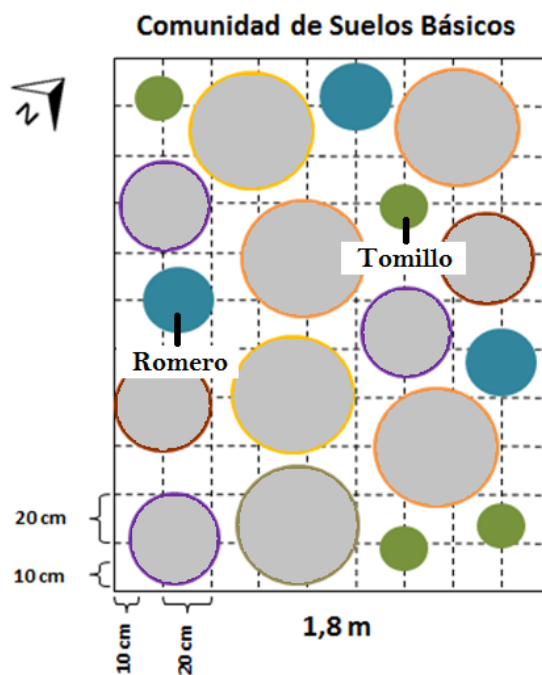 Comunidad de Suelos Básicos
N
Tomillo
Romero
20 cm
10 cm
10 cm
20 cm
1,8 m